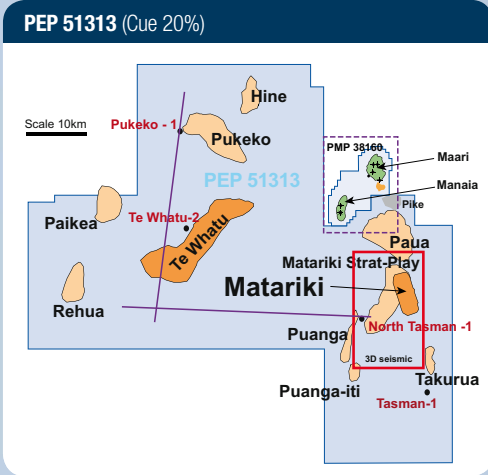 PEP 51313 (Cue 20%)
Hine
Scale 10km
Pukeko - 1
Pukeko
PMP 38160
Maari
Manaia
PEP 51313
Pike
Paikea
Te Whatu-2
Te Whatu
Paua
Matariki Strat-Play
Matariki
Rehua
North Tasman -1
Puanga
3D seismic
Takurua
Puanga-iti
Tasman-1